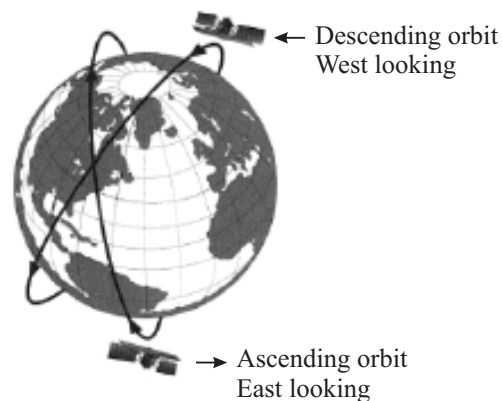 Descending orbit
West looking
Ascending orbit
East looking